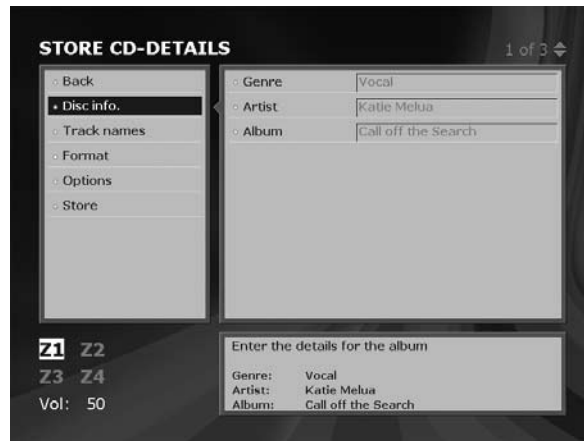 STORE CD-DETAILS
1 of 3
Back
Disc info.
Track names
Format
Options
Store
Genre Vocal
Artist Katie Melua
Album Call off the Search
Z1 Z2
Z3 Z4
Vol: 50
Enter the details for the album
Genre: Vocal
Artist: Katie Melua
Album: Call off the Search